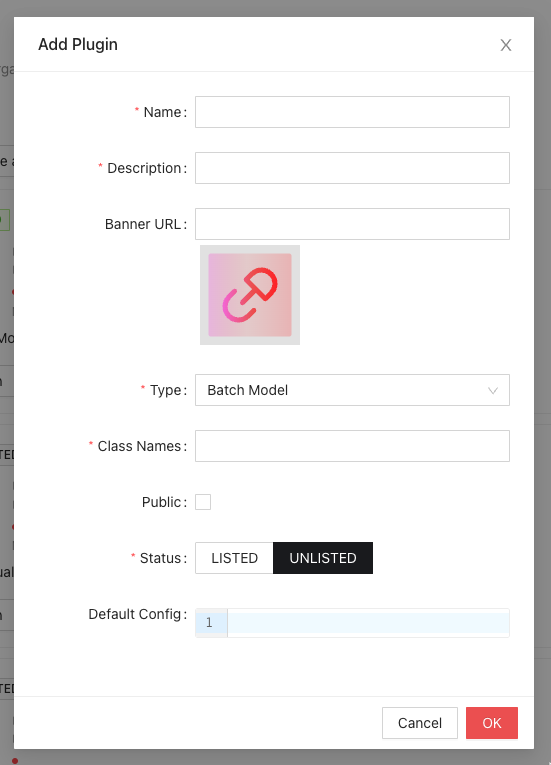 Add Plugin
* Name:
* Description:
Banner URL:
* Type: Batch Model
* Class Names:
Public:
* Status: LISTED UNLISTED
Default Config: 1
Cancel OK